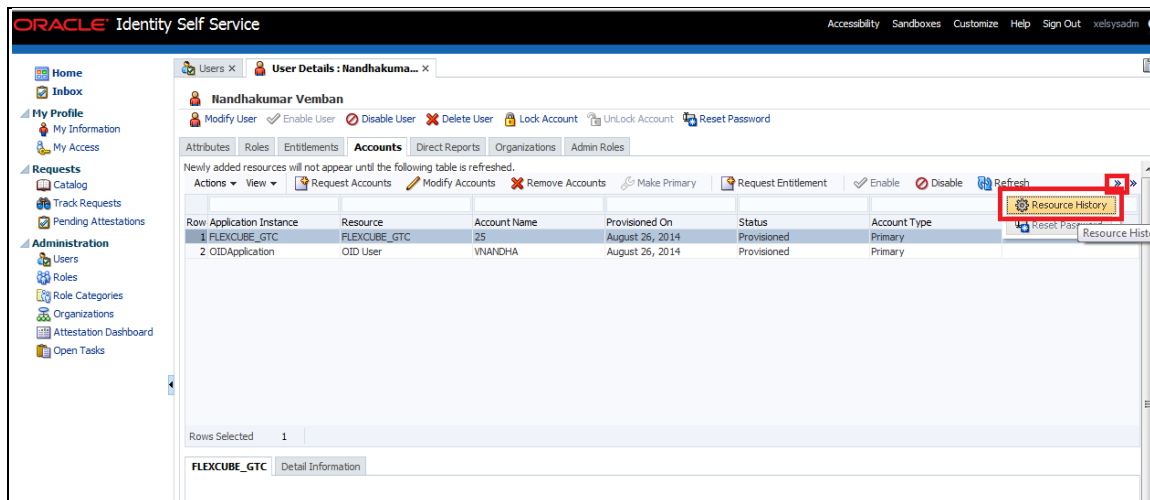 ORACLE Identity Self Service
Accessibility Sandboxes Customize Help Sign Out xelsysadm
Home
Inbox
My Profile
My Information
My Access
Requests
Catalog
Track Requests
Pending Attestations
Administration
Users
Roles
Role Categories
Organizations
Attestation Dashboard
Open Tasks
Users × User Details : Nandhakuma... ×
Nandhakumar Vemban
Modify User Enable User Disable User Delete User Lock Account UnLock Account Reset Password
Attributes Roles Entitlements Accounts Direct Reports Organizations Admin Roles
Newly added resources will not appear until the following table is refreshed.
Actions View Request Accounts Modify Accounts Remove Accounts Make Primary Request Entitlement Enable Disable Refresh » »
Resource History
Reset Pass
Resource Hist
Row Application Instance Resource Account Name Provisioned On Status Account Type
1 FLEXCUBE_GTC FLEXCUBE_GTC 25 August 26, 2014 Provisioned Primary
2 OIDApplication OID User VNANDHA August 26, 2014 Provisioned Primary
Rows Selected 1
FLEXCUBE_GTC Detail Information